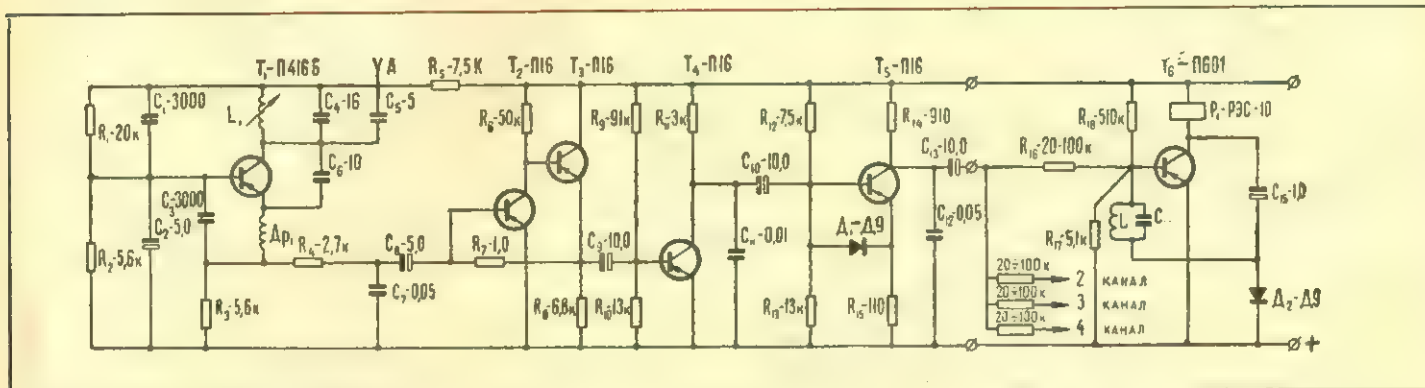 T₁-П416Б
УА
R₅-7,5К
T₂-П16
T₃-П16
T₄-П16
T₅-П16
T₆-П601
R₁-20к
C₁-3000
L₁
C₄-16
C₅-5
C₆-10
R₆-50к
R₉-91к
R₁₁-3к
R₁₂-7,5к
R₁₄-910
R₁₈-510к
P₁-РЭС-10
C₁₀-10,0
C₁₃-10,0
R₁₆-20-100к
C₃-3000
C₂-5,0
Др₁
R₂-5,6к
R₄-2,7к
C₈-5,0
R₇-1,0
C₉-10,0
C₁₁-0,01
Д₁-Д9
C₁₂-0,05
R₁₇-5,1к
L
C
C₁₅-1,0
R₃-5,6к
C₇-0,05
R₈-6,8к
R₁₀-13к
R₁₃-13к
R₁₅-110
20÷100к
2 КАНАЛ
20÷100к
3 КАНАЛ
20÷100к
4 КАНАЛ
Д₂-Д9
+